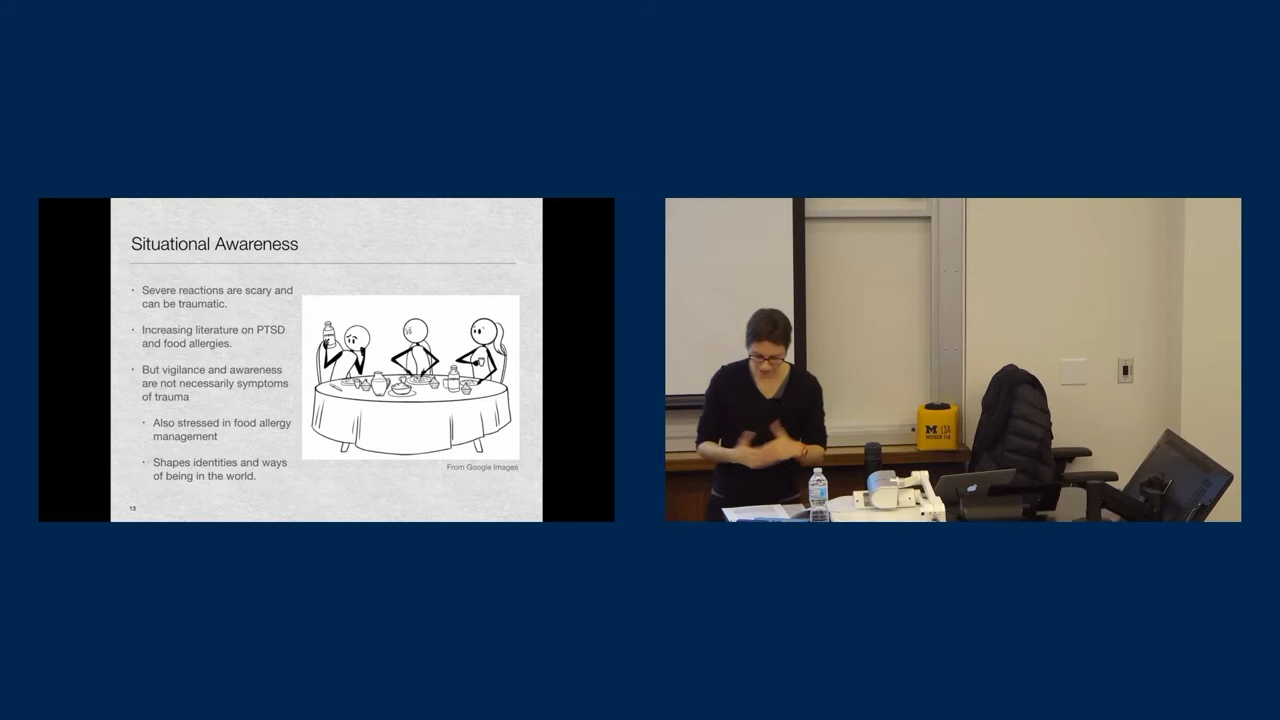 Situational Awareness
• Severe reactions are scary and
can be traumatic.
• Increasing literature on PTSD
and food allergies.
• But vigilance and awareness
are not necessarily symptoms
of trauma
• Also stressed in food allergy
management
• Shapes identities and ways
of being in the world.
From Google Images
13
M LSA
WEISER 110